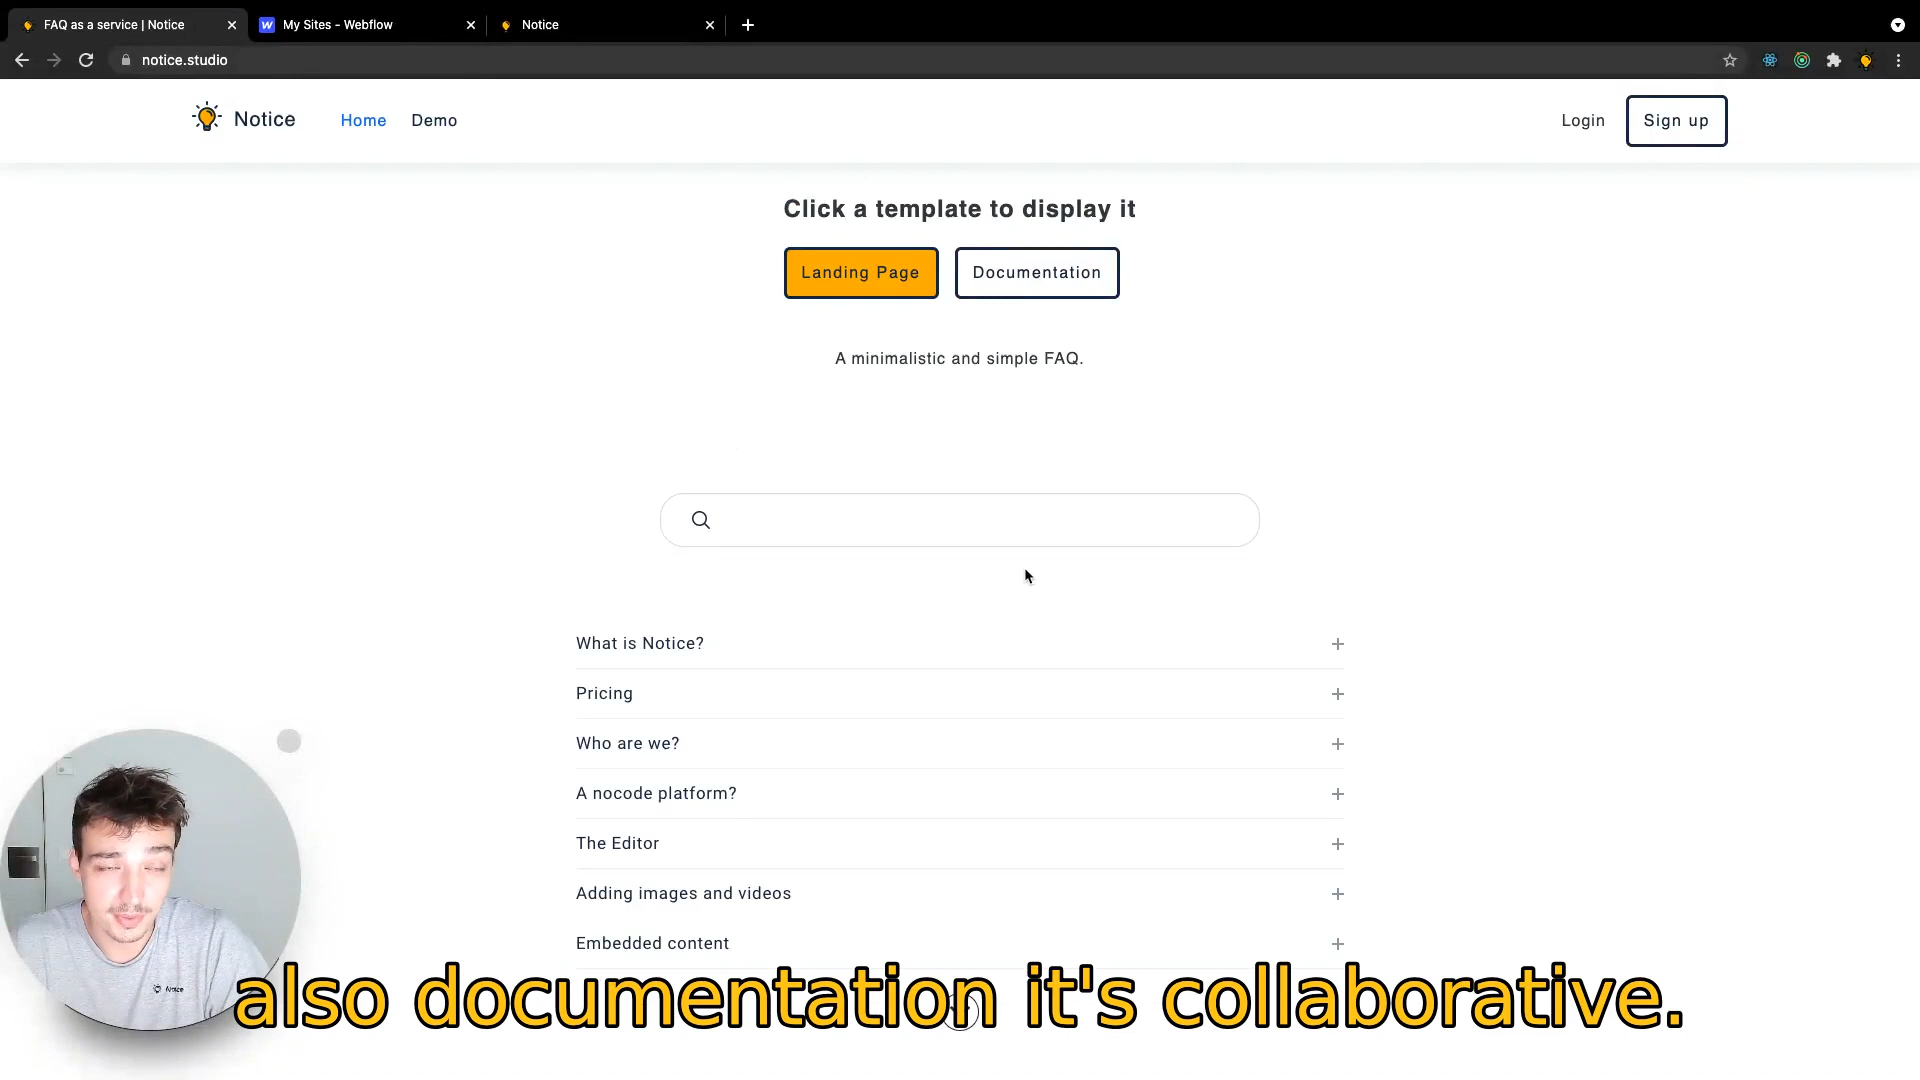 FAQ as a service | Notice
My Sites - Webflow
Notice
notice.studio
Notice
Home
Demo
Login
Sign up
Click a template to display it
Landing Page
Documentation
A minimalistic and simple FAQ.
What is Notice?
Pricing
Who are we?
A nocode platform?
The Editor
Adding images and videos
Embedded content
Notice
also documentation it's collaborative.